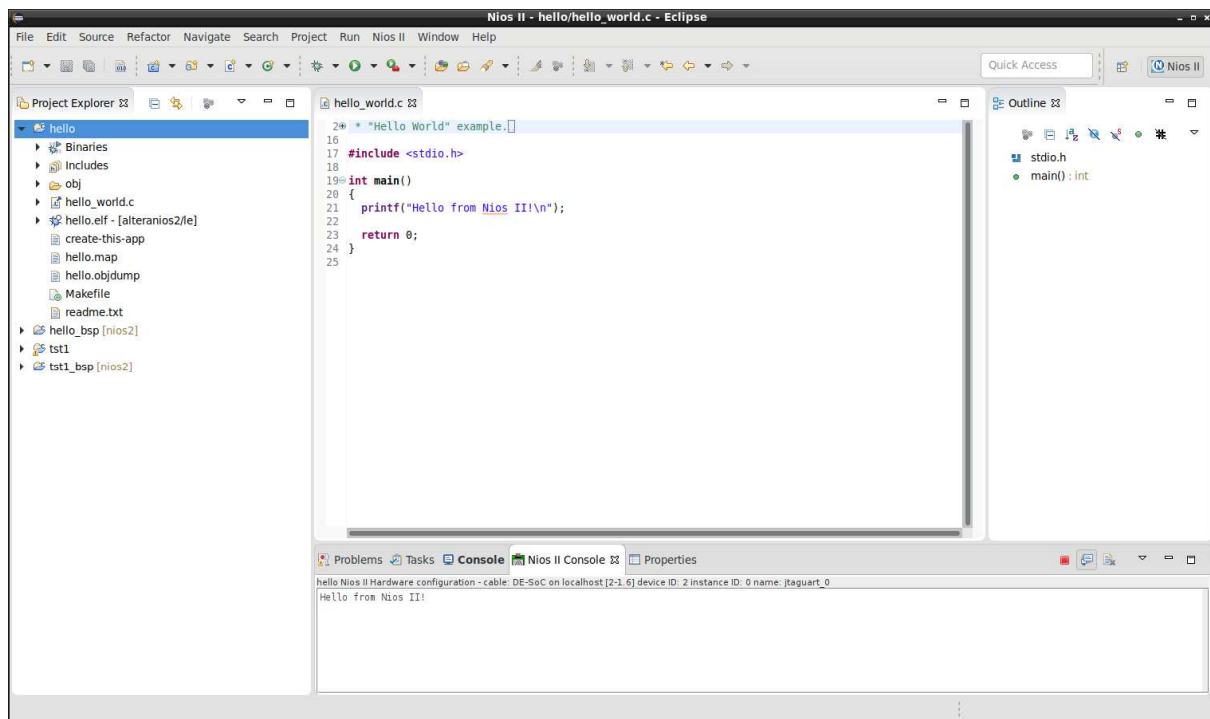 Nios II - hello/hello_world.c - Eclipse
File Edit Source Refactor Navigate Search Project Run Nios II Window Help
Quick Access
Nios II
Project Explorer
hello
Binaries
Includes
obj
hello_world.c
hello.elf - [alteranios2/le]
create-this-app
hello.map
hello.objdump
Makefile
readme.txt
hello_bsp [nios2]
tst1
tst1_bsp [nios2]
hello_world.c
2 * "Hello World" example.
16
17 #include <stdio.h>
18
19 int main()
20 {
21 printf("Hello from Nios II!\n");
22
23 return 0;
24 }
25
Outline
stdio.h
main() : int
Problems Tasks Console Nios II Console Properties
hello Nios II Hardware configuration - cable: DE-SoC on localhost [2-1.6] device ID: 2 instance ID: 0 name: jtaguart_0
Hello from Nios II!